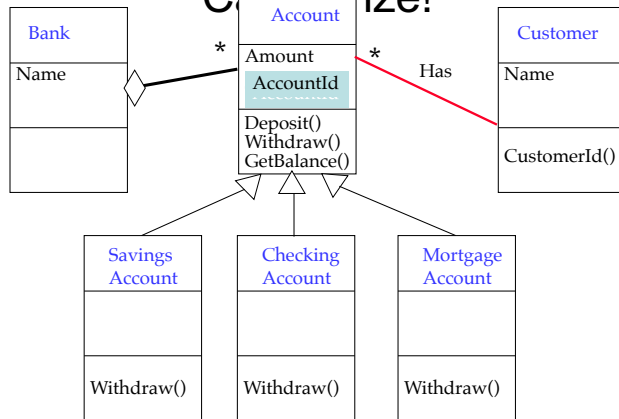 Bank
Name
*
Account
Amount
AccountId
Deposit()
Withdraw()
GetBalance()
*
Has
Customer
Name
CustomerId()
Savings
Account
Withdraw()
Checking
Account
Withdraw()
Mortgage
Account
Withdraw()